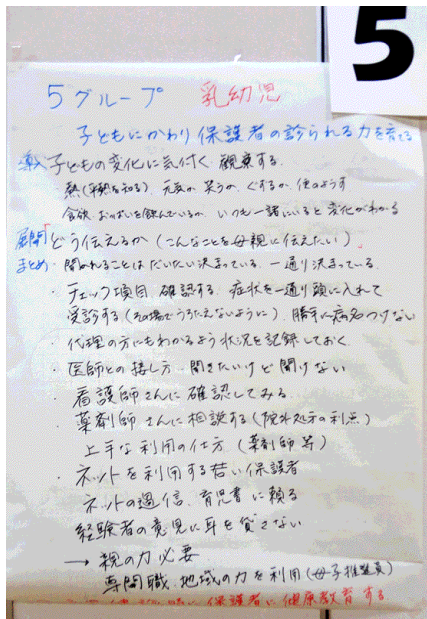 5
5グループ 乳幼児
子どもにかわり保護者の診られる力を育てる
導入 子どもの変化に気付く、観察する。
熱(平熱を知る)、元気か、笑うか、ぐずるか、便のようす
食欲、おっぱいを飲んでいるか、いつも一緒にいると変化がわかる
展開 「どう伝えるか(こんなことを母親に伝えたい)」
まとめ ・聞かれることはだいたい決まっている、一通り決まっている。
・チェック項目、確認する、症状を一通り頭に入れて
受診する(その場でうろたえないように)、勝手に病名つけない
・代理の方にもわかるよう状況を記録しておく
・医師との接し方 聞きたいけど聞けない
・看護師さんに確認してみる
・薬剤師さんに相談する(院外処方の利点)
上手な利用の仕方(薬剤師等)
・ネットを利用する若い保護者
ネットの過信、育児書に頼る
経験者の意見に耳を貸さない
→ 親の力必要
専門職、地域の力を利用(母子推進員)
保護者に健康教育する